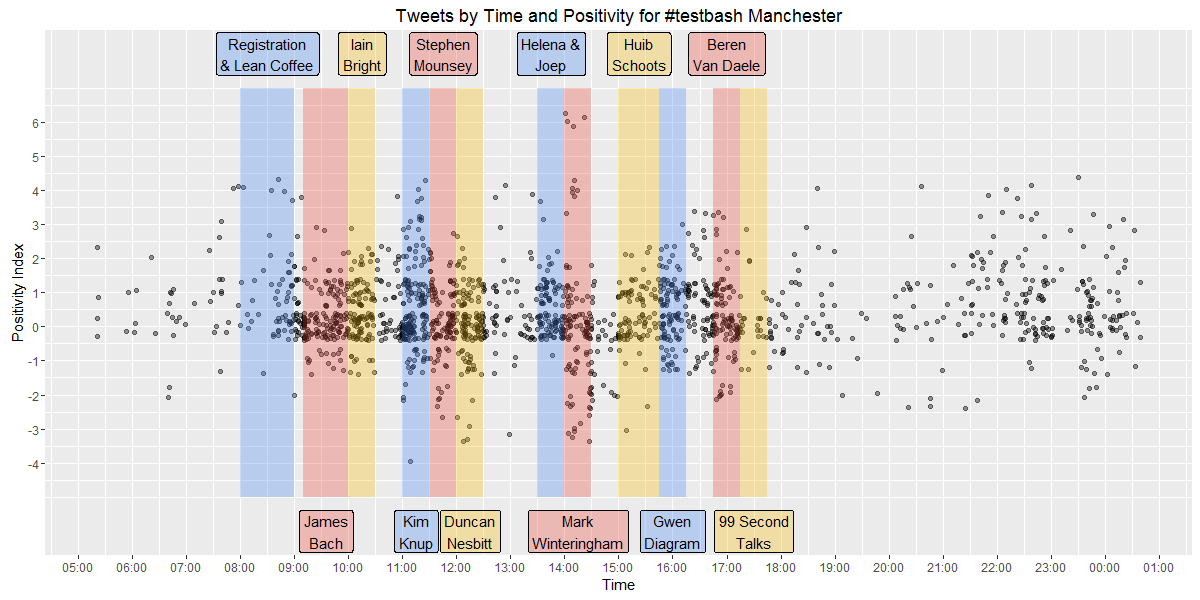 Tweets by Time and Positivity for #testbash Manchester
Registration
& Lean Coffee
Iain
Bright
Stephen
Mounsey
Helena &
Joep
Huib
Schoots
Beren
Van Daele
Positivity Index
6
5
4
3
2
1
0
-1
-2
-3
-4
James
Bach
Kim
Knup
Duncan
Nesbitt
Mark
Winteringham
Gwen
Diagram
99 Second
Talks
05:00 06:00 07:00 08:00 09:00 10:00 11:00 12:00 13:00 14:00 15:00 16:00 17:00 18:00 19:00 20:00 21:00 22:00 23:00 00:00 01:00
Time